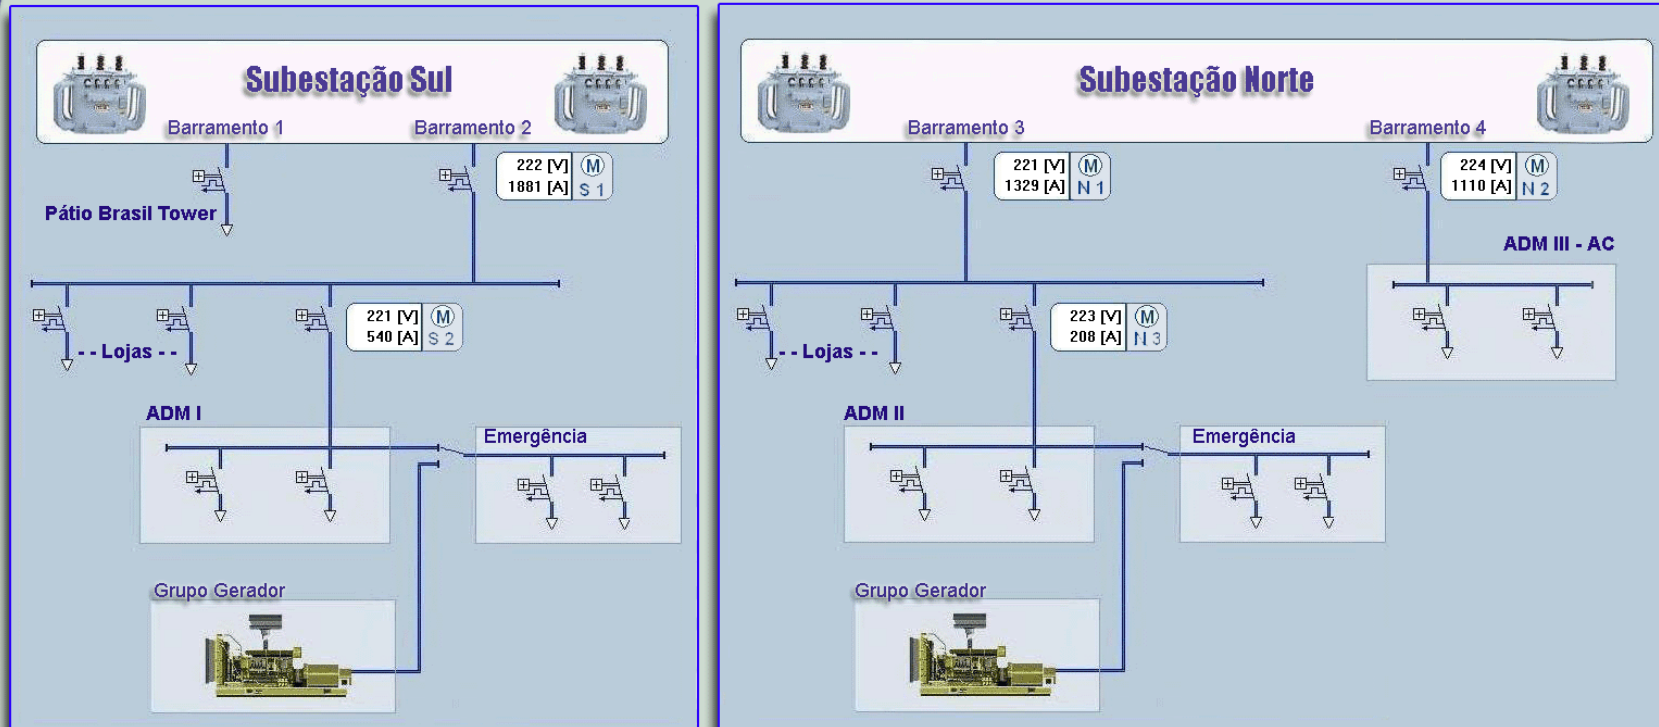 Subestação Sul
Barramento 1
Barramento 2
222 [V] M
1881 [A] S 1
Pátio Brasil Tower
221 [V] M
540 [A] S 2
- - Lojas - -
ADM I
Emergência
Grupo Gerador
Subestação Norte
Barramento 3
Barramento 4
221 [V] M
1329 [A] N 1
224 [V] M
1110 [A] N 2
ADM III - AC
223 [V] M
208 [A] N 3
- - Lojas - -
ADM II
Emergência
Grupo Gerador